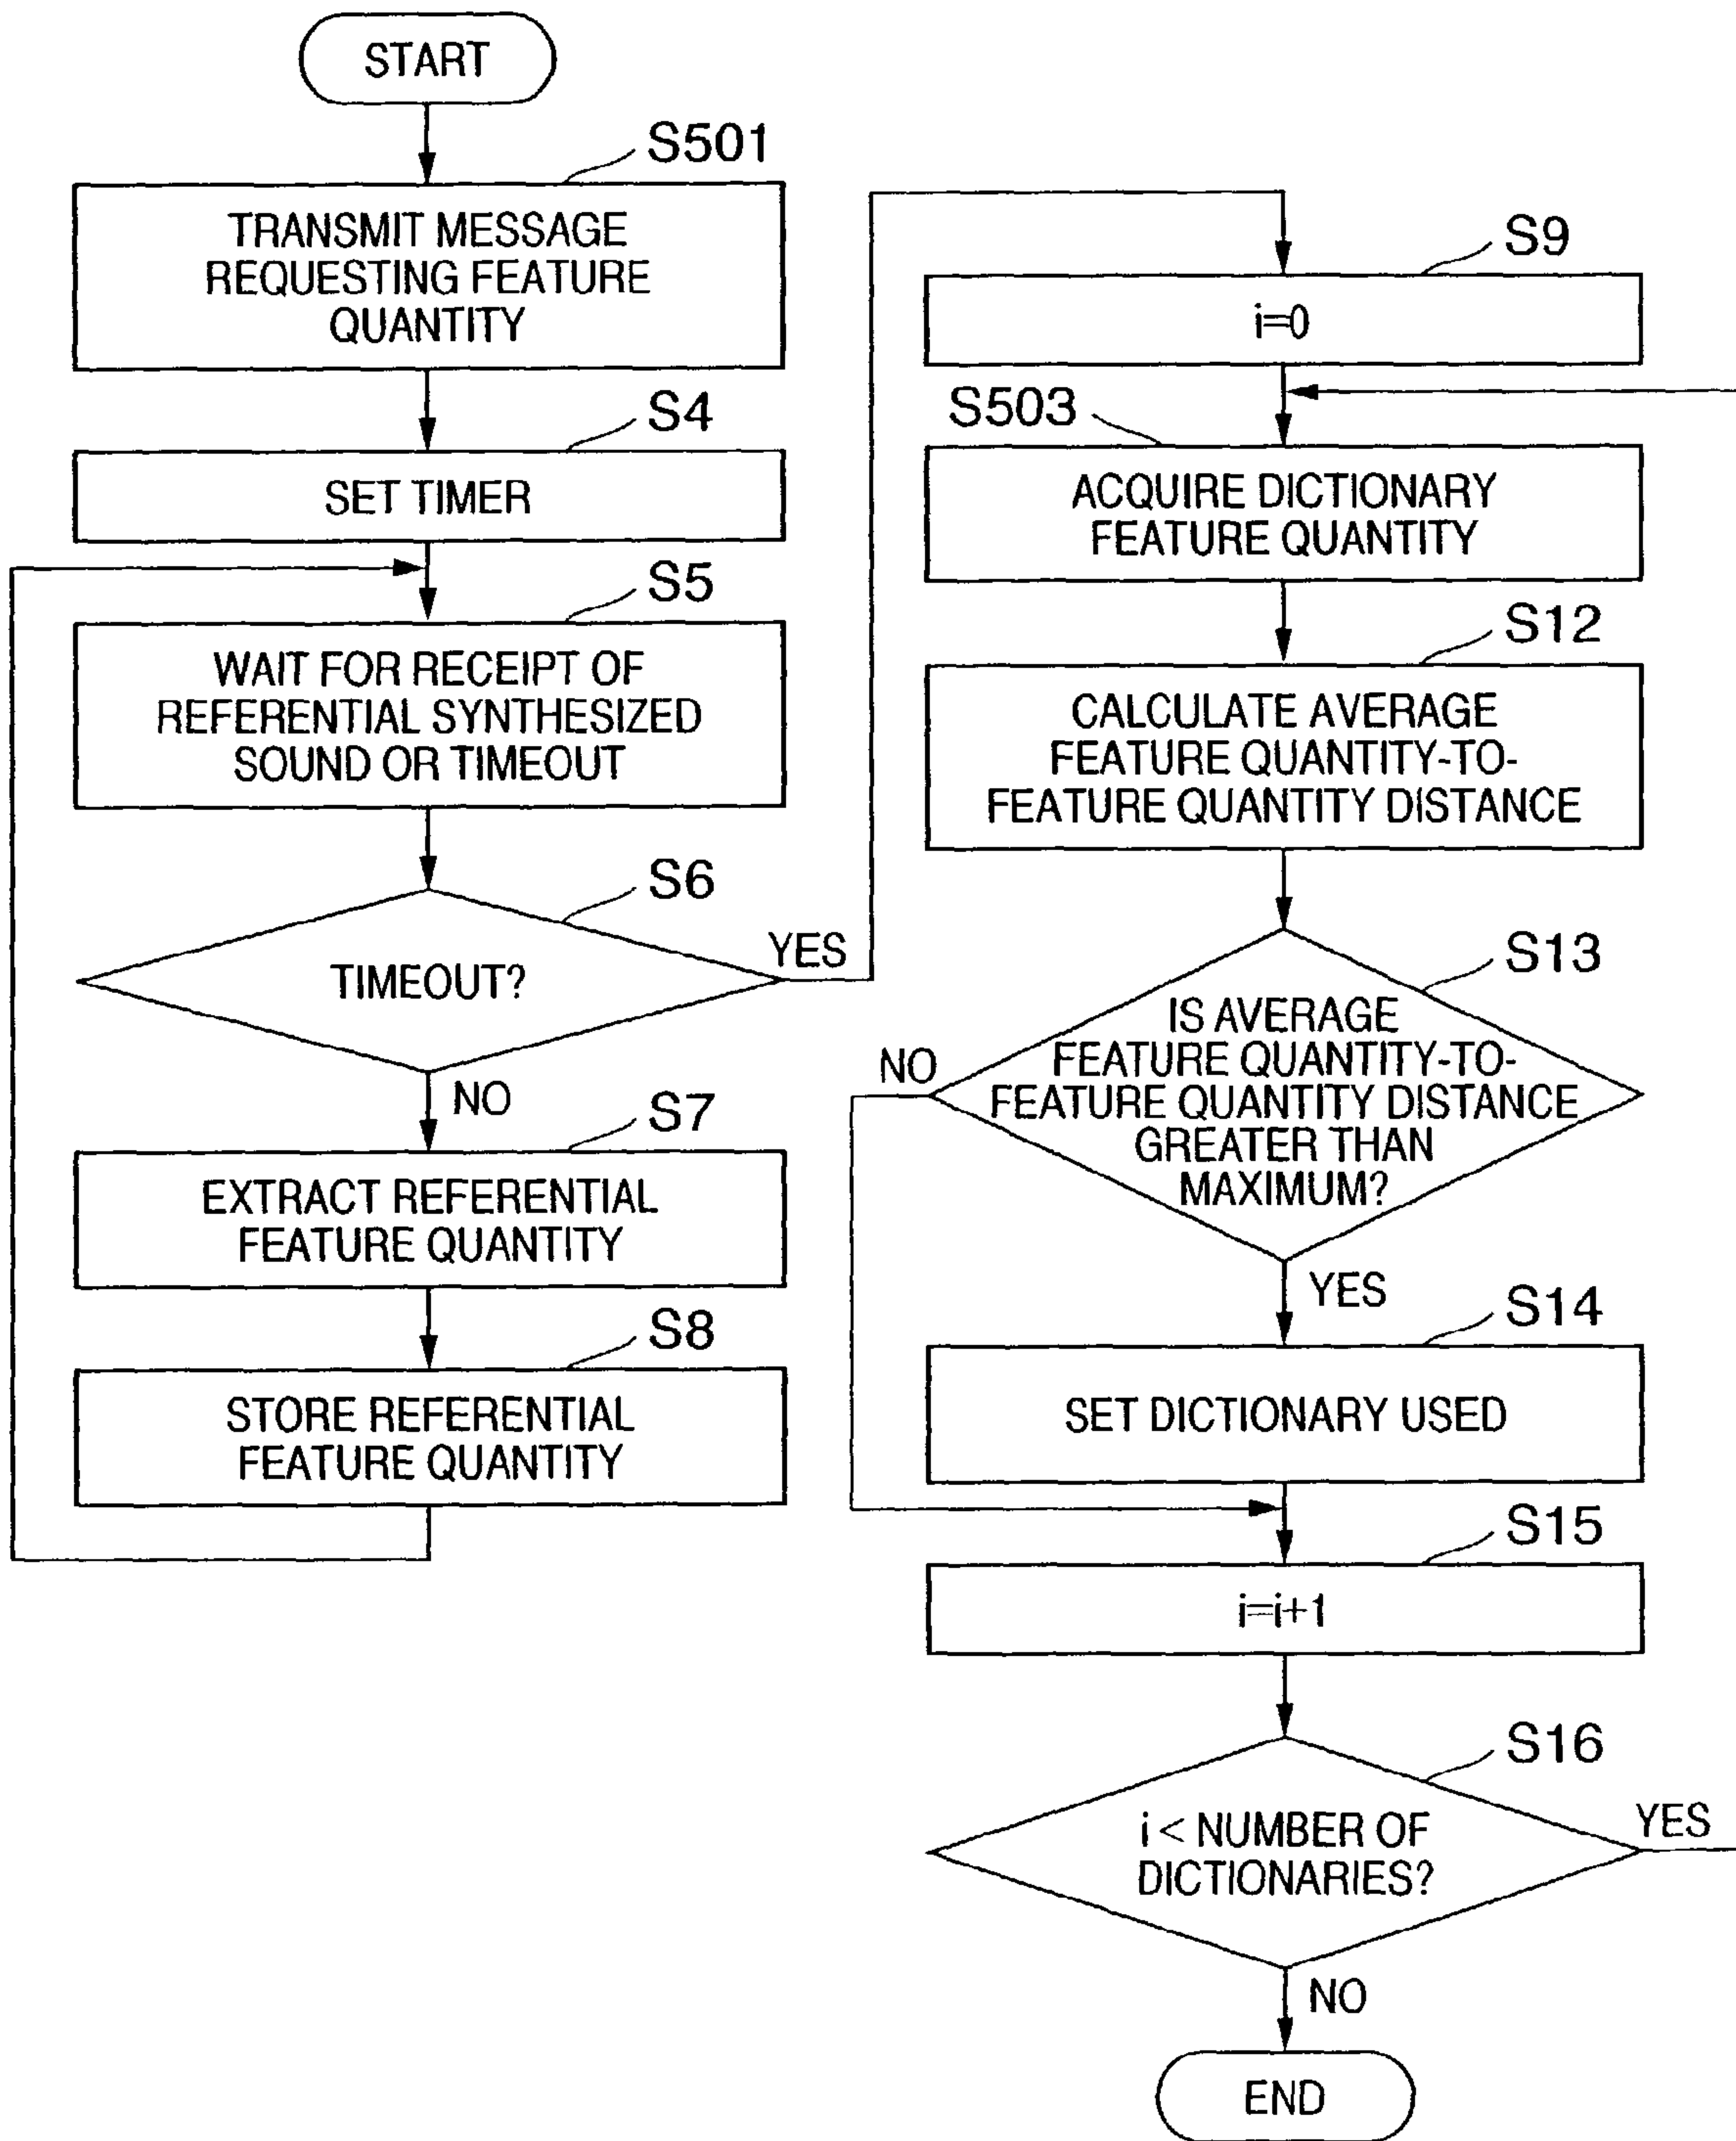 START
S501
TRANSMIT MESSAGE
REQUESTING FEATURE
QUANTITY
S4
SET TIMER
S5
WAIT FOR RECEIPT OF
REFERENTIAL SYNTHESIZED
SOUND OR TIMEOUT
S6
TIMEOUT?
YES
NO
S7
EXTRACT REFERENTIAL
FEATURE QUANTITY
S8
STORE REFERENTIAL
FEATURE QUANTITY
S9
i=0
S503
ACQUIRE DICTIONARY
FEATURE QUANTITY
S12
CALCULATE AVERAGE
FEATURE QUANTITY-TO-
FEATURE QUANTITY DISTANCE
S13
IS AVERAGE
FEATURE QUANTITY-TO-
FEATURE QUANTITY DISTANCE
GREATER THAN
MAXIMUM?
NO
YES
S14
SET DICTIONARY USED
S15
i=i+1
S16
i < NUMBER OF
DICTIONARIES?
YES
NO
END